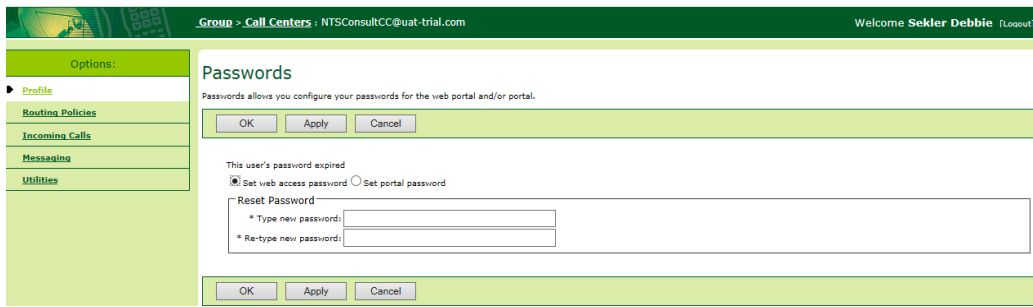 Group > Call Centers : NTSConsultCC@uat-trial.com
Welcome Sekler Debbie [Logout]
Options:
Profile
Routing Policies
Incoming Calls
Messaging
Utilities
Passwords
Passwords allows you configure your passwords for the web portal and/or portal.
OK Apply Cancel
This user's password expired
Set web access password Set portal password
Reset Password
* Type new password:
* Re-type new password:
OK Apply Cancel